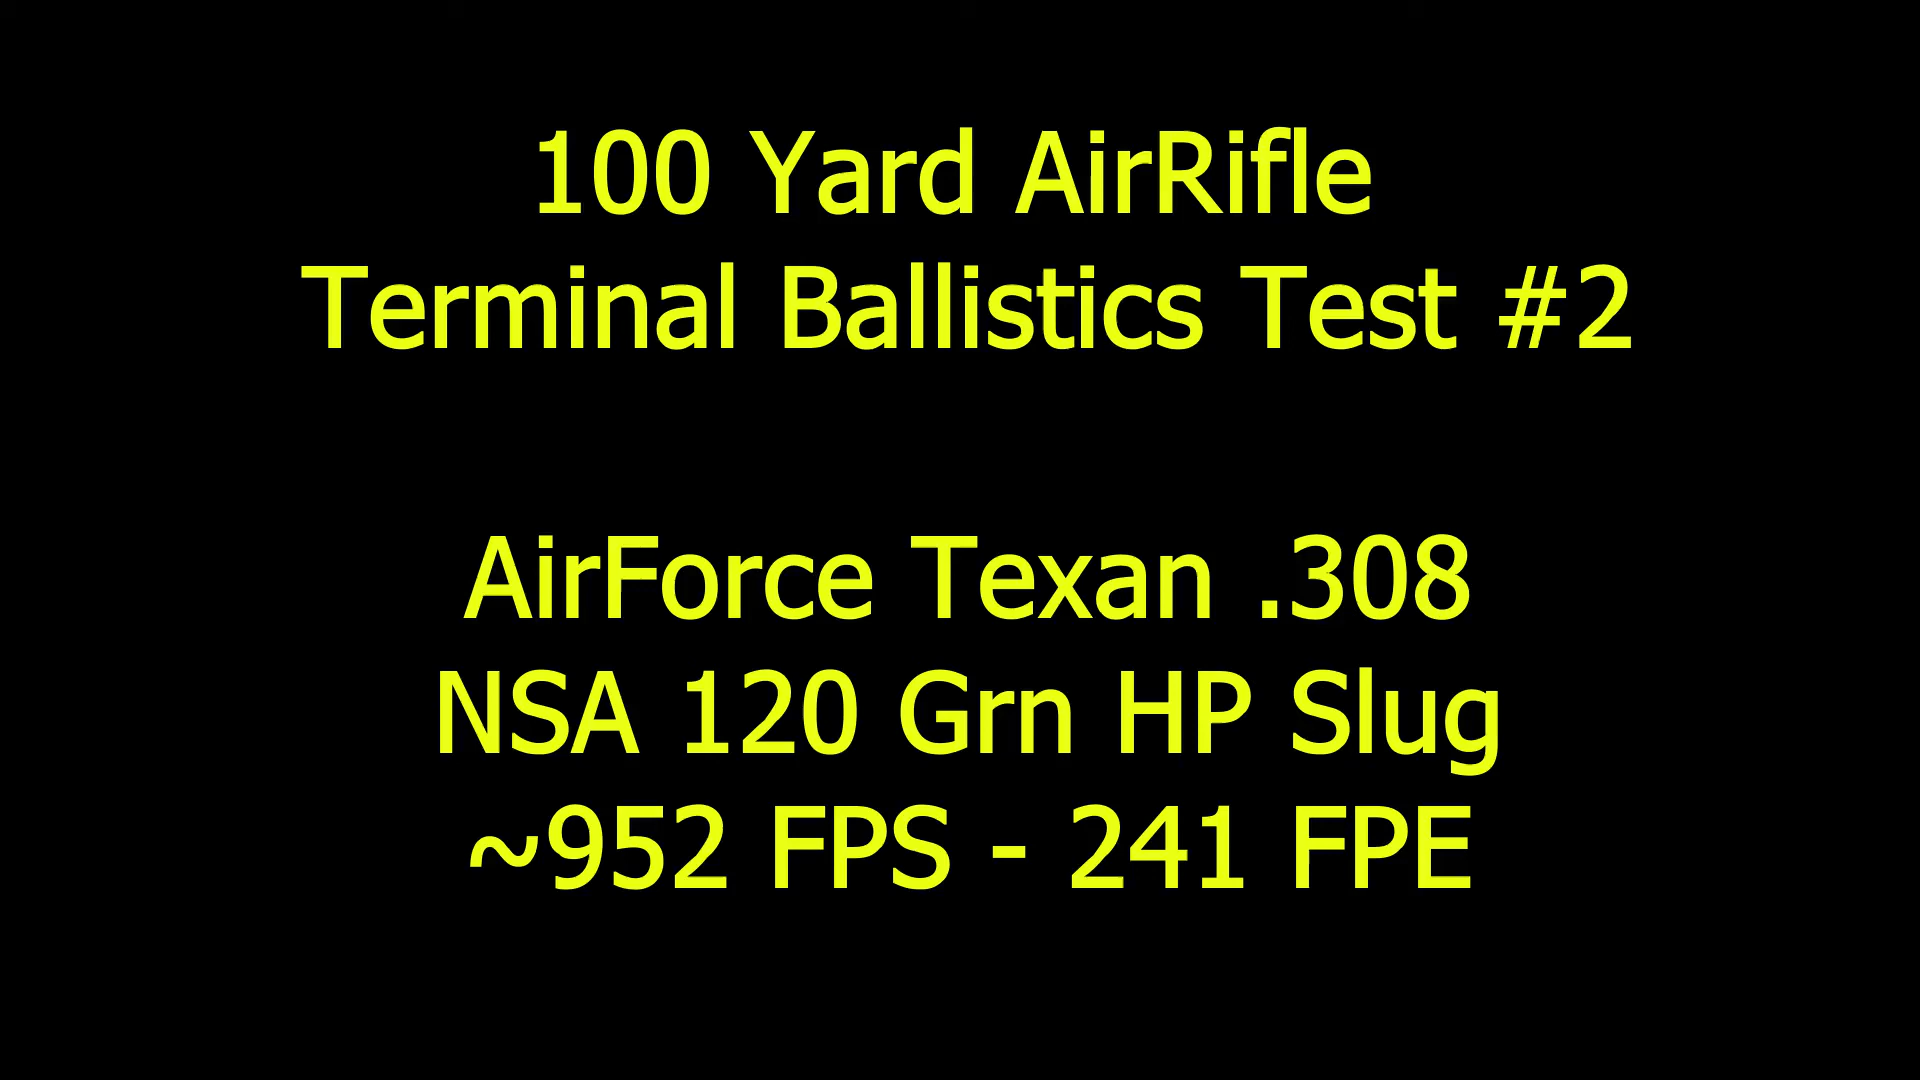 100 Yard AirRifle
Terminal Ballistics Test #2
AirForce Texan .308
NSA 120 Grn HP Slug
~952 FPS - 241 FPE